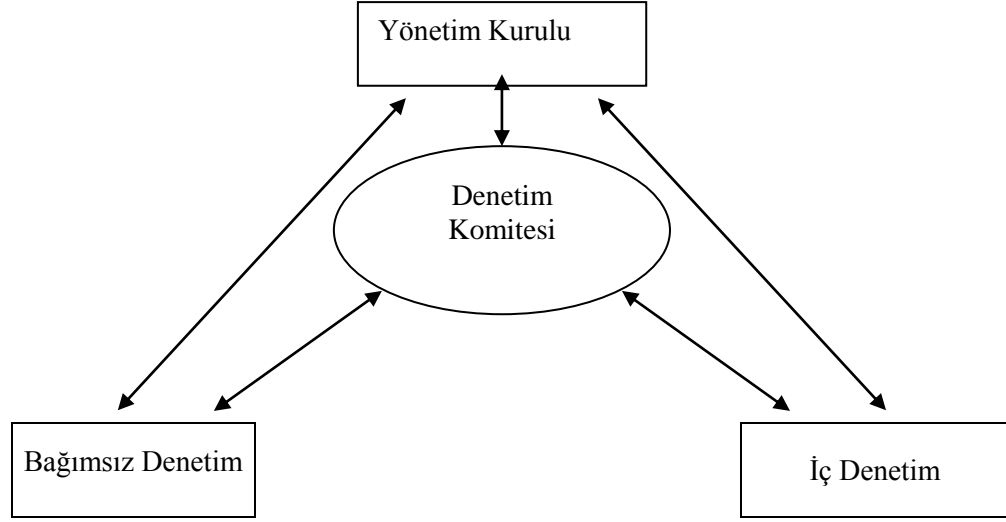 Yönetim Kurulu
Denetim
Komitesi
Bağımsız Denetim
İç Denetim